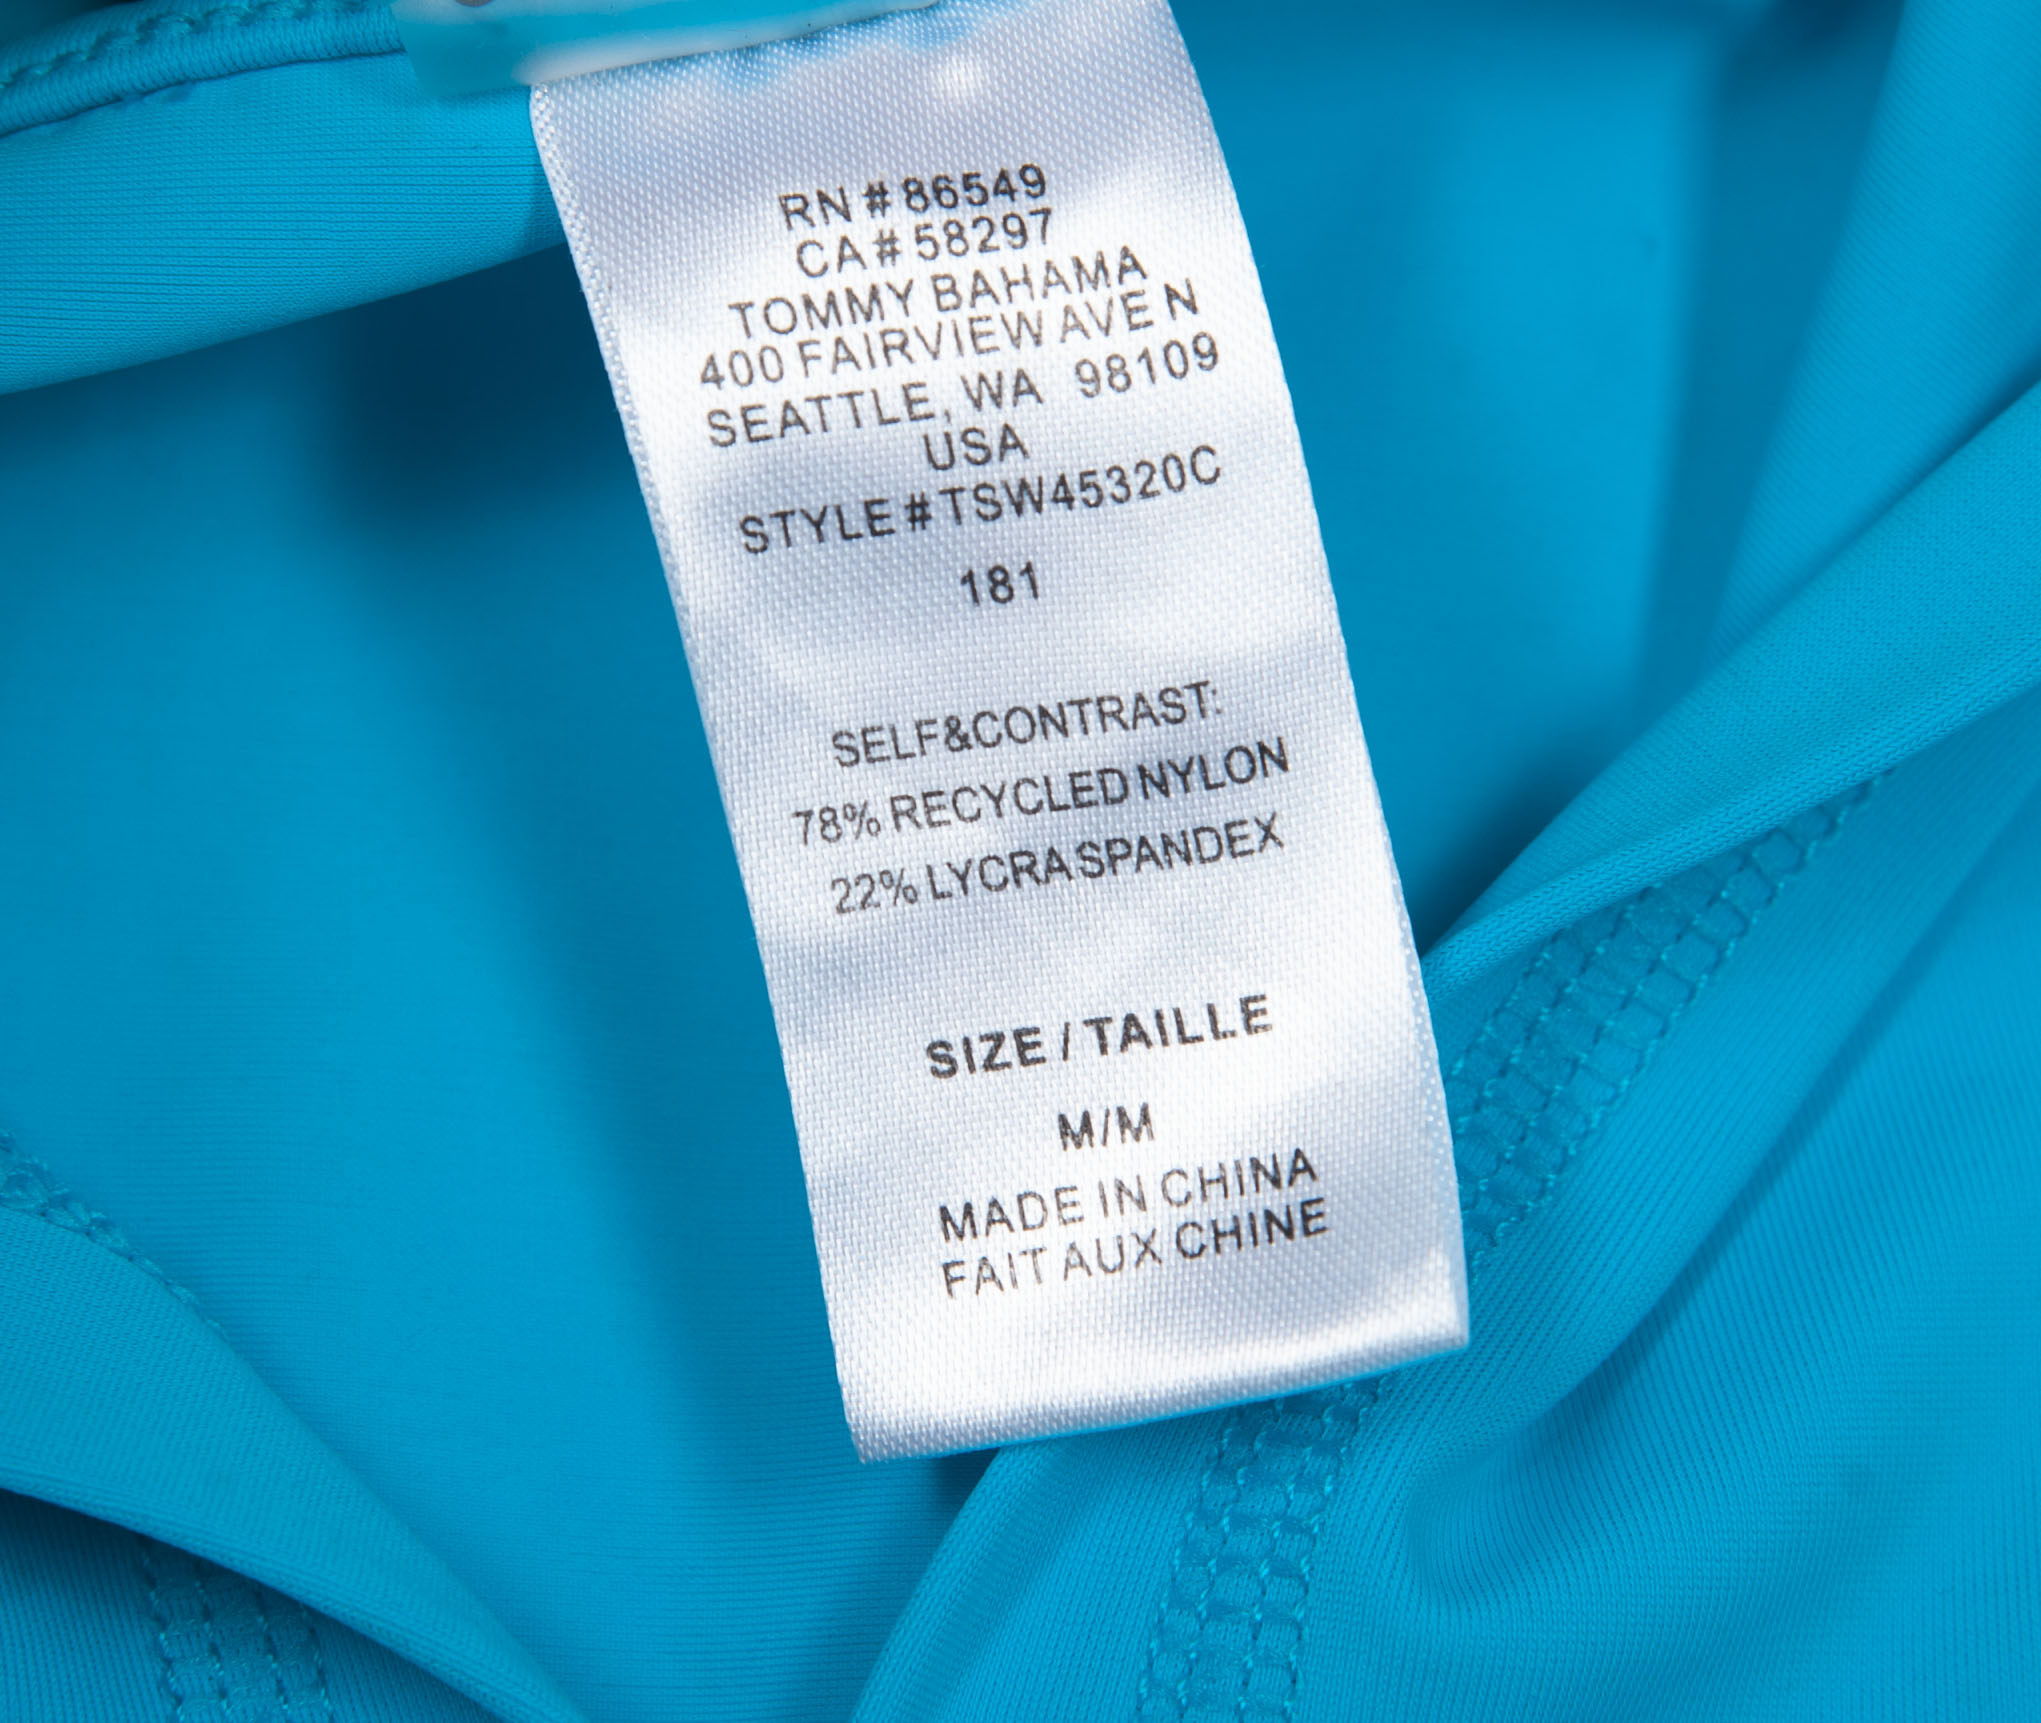 RN # 86549
CA # 58297
TOMMY BAHAMA
400 FAIRVIEW AVE N
SEATTLE, WA 98109
USA
STYLE # TSW45320C
181
SELF&CONTRAST:
78% RECYCLED NYLON
22% LYCRA SPANDEX
SIZE / TAILLE
M/M
MADE IN CHINA
FAIT AUX CHINE